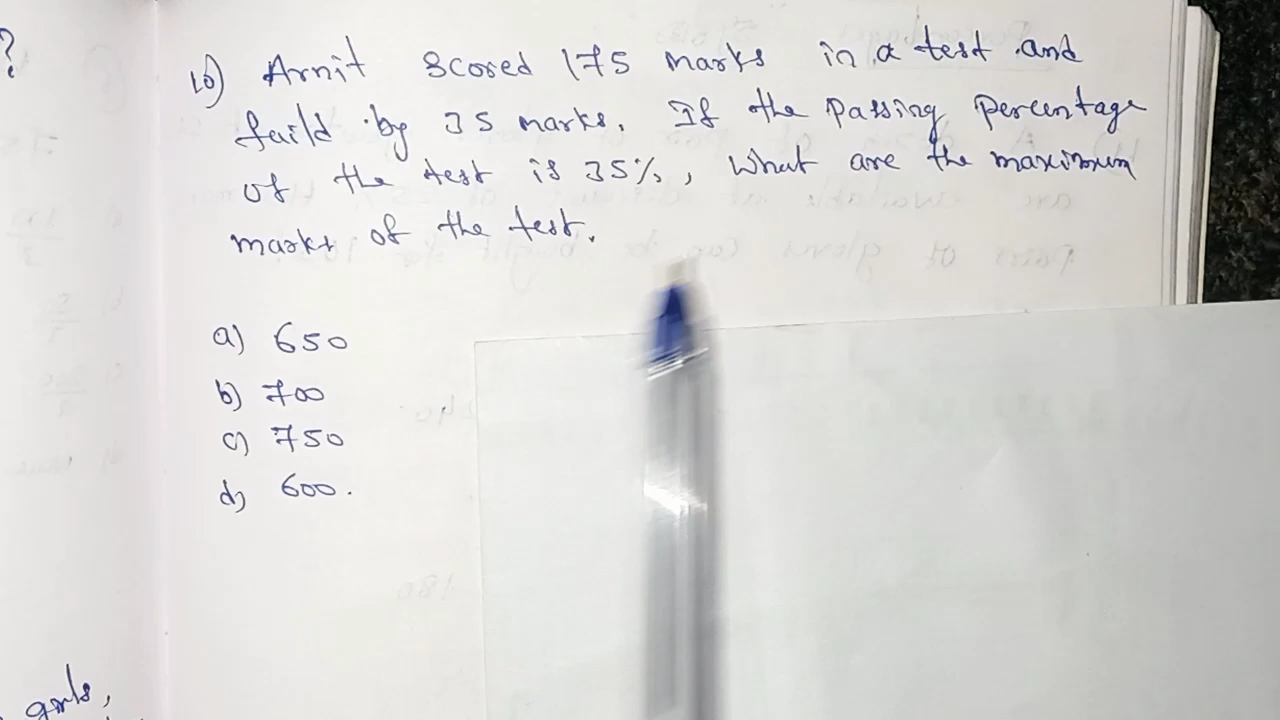 ?
10) Arnit scored 175 marks in a test and
faild by 35 marks. If the passing percentage
of the test is 35%, what are the maximum
marks of the test.
a) 650
b) 700
c) 750
d) 600.
girls,